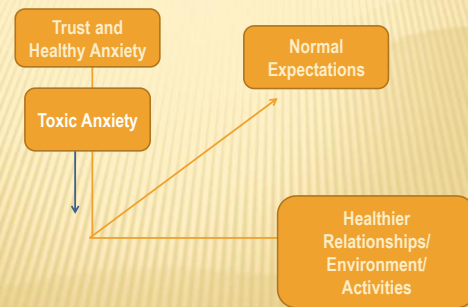 Trust and
Healthy Anxiety
Normal
Expectations
Toxic Anxiety
Healthier
Relationships/
Environment/
Activities